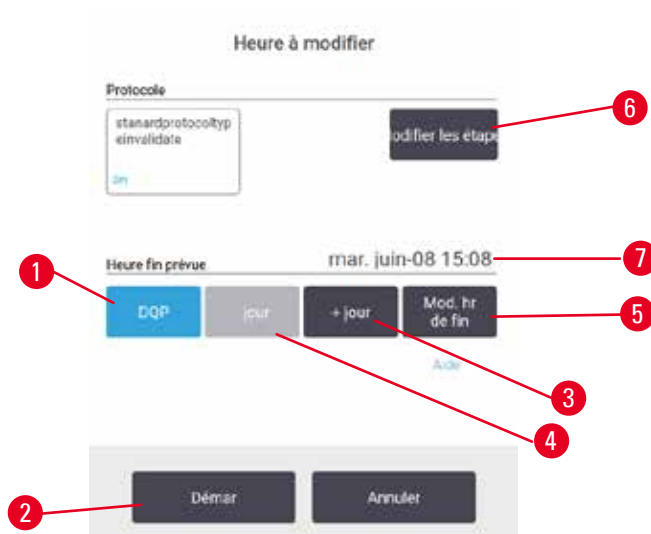 Heure à modifier
Protocole
stanardprotocoltyp
einvalidate
odifier les étape
6
1
Heure fin prévue
mar. juin-08 15:08
7
DQP
jour
+ jour
Mod. hr
de fin
5
Aide
3
4
2
Démar
Annuler